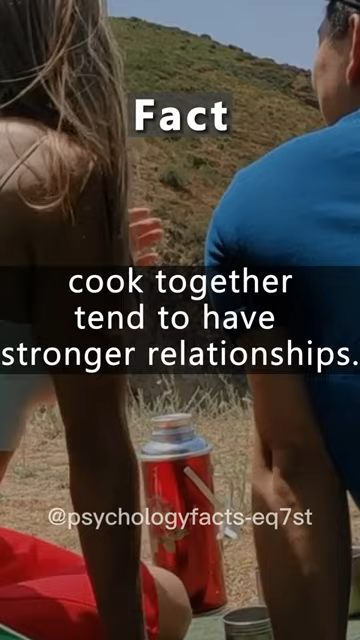 Fact
cook together
tend to have
stronger relationships.
@psychologyfacts-eq7st